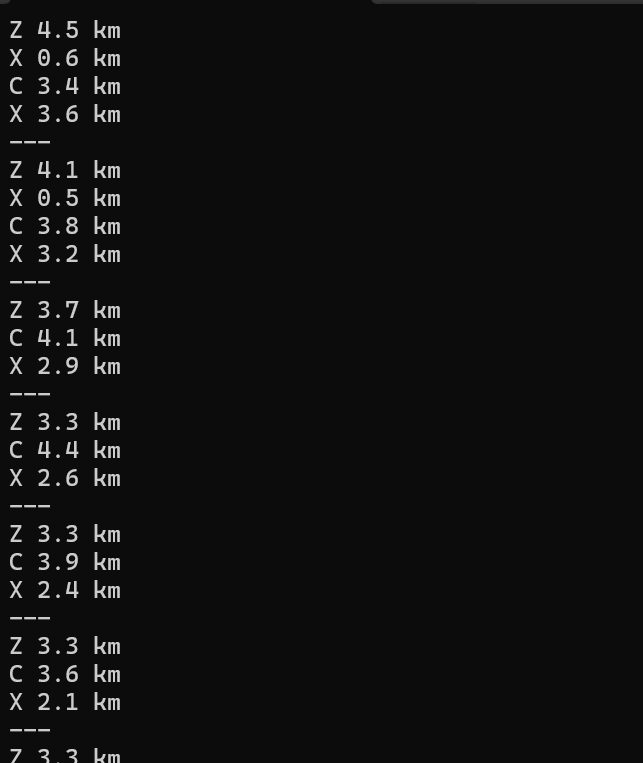 Z 4.5 km
X 0.6 km
C 3.4 km
X 3.6 km
---
Z 4.1 km
X 0.5 km
C 3.8 km
X 3.2 km
---
Z 3.7 km
C 4.1 km
X 2.9 km
---
Z 3.3 km
C 4.4 km
X 2.6 km
---
Z 3.3 km
C 3.9 km
X 2.4 km
---
Z 3.3 km
C 3.6 km
X 2.1 km
---
Z 3.3 km